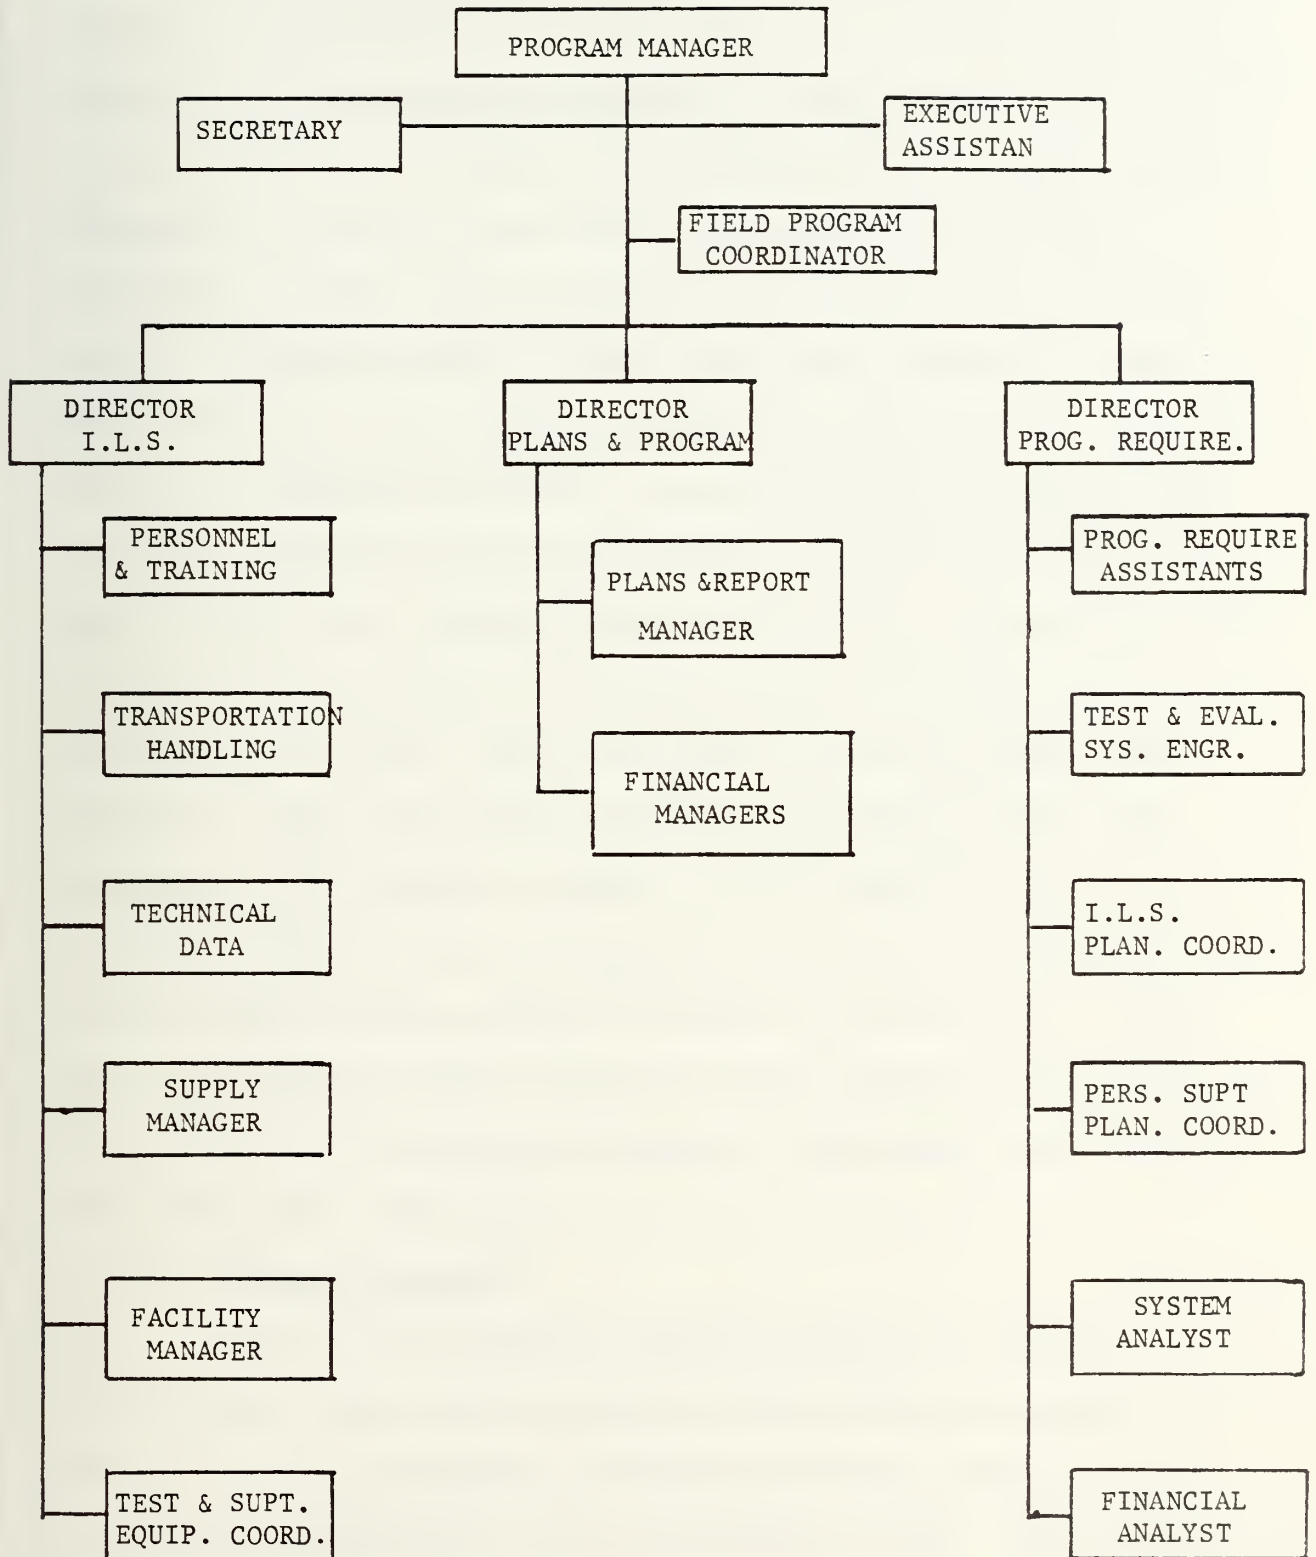 PROGRAM MANAGER
SECRETARY
EXECUTIVE
ASSISTAN
FIELD PROGRAM
COORDINATOR
DIRECTOR
I.L.S.
DIRECTOR
PLANS & PROGRAM
DIRECTOR
PROG. REQUIRE.
PERSONNEL
& TRAINING
TRANSPORTATION
HANDLING
TECHNICAL
DATA
SUPPLY
MANAGER
FACILITY
MANAGER
TEST & SUPT.
EQUIP. COORD.
PLANS &REPORT
MANAGER
FINANCIAL
MANAGERS
PROG. REQUIRE
ASSISTANTS
TEST & EVAL.
SYS. ENGR.
I.L.S.
PLAN. COORD.
PERS. SUPT
PLAN. COORD.
SYSTEM
ANALYST
FINANCIAL
ANALYST